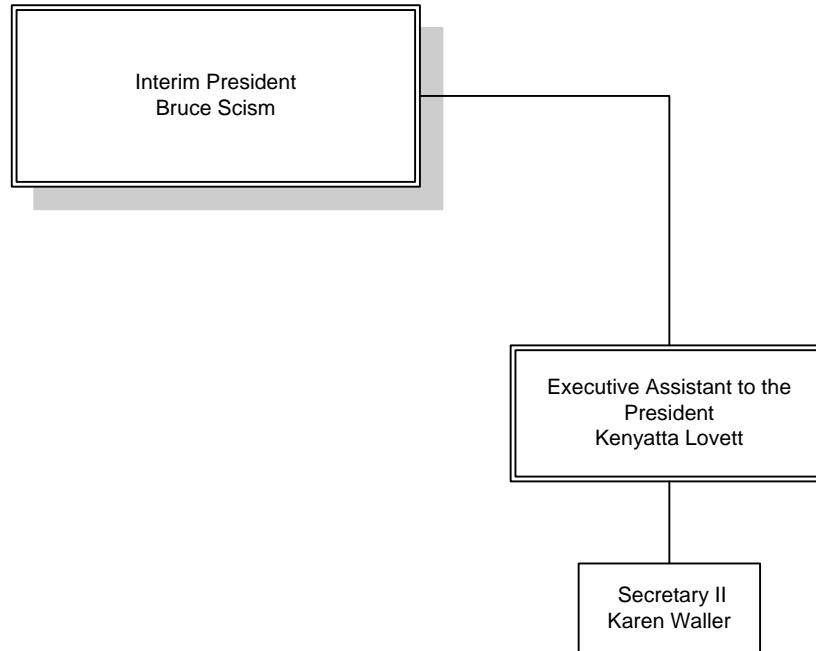 Interim President
Bruce Scism
Executive Assistant to the
President
Kenyatta Lovett
Secretary II
Karen Waller